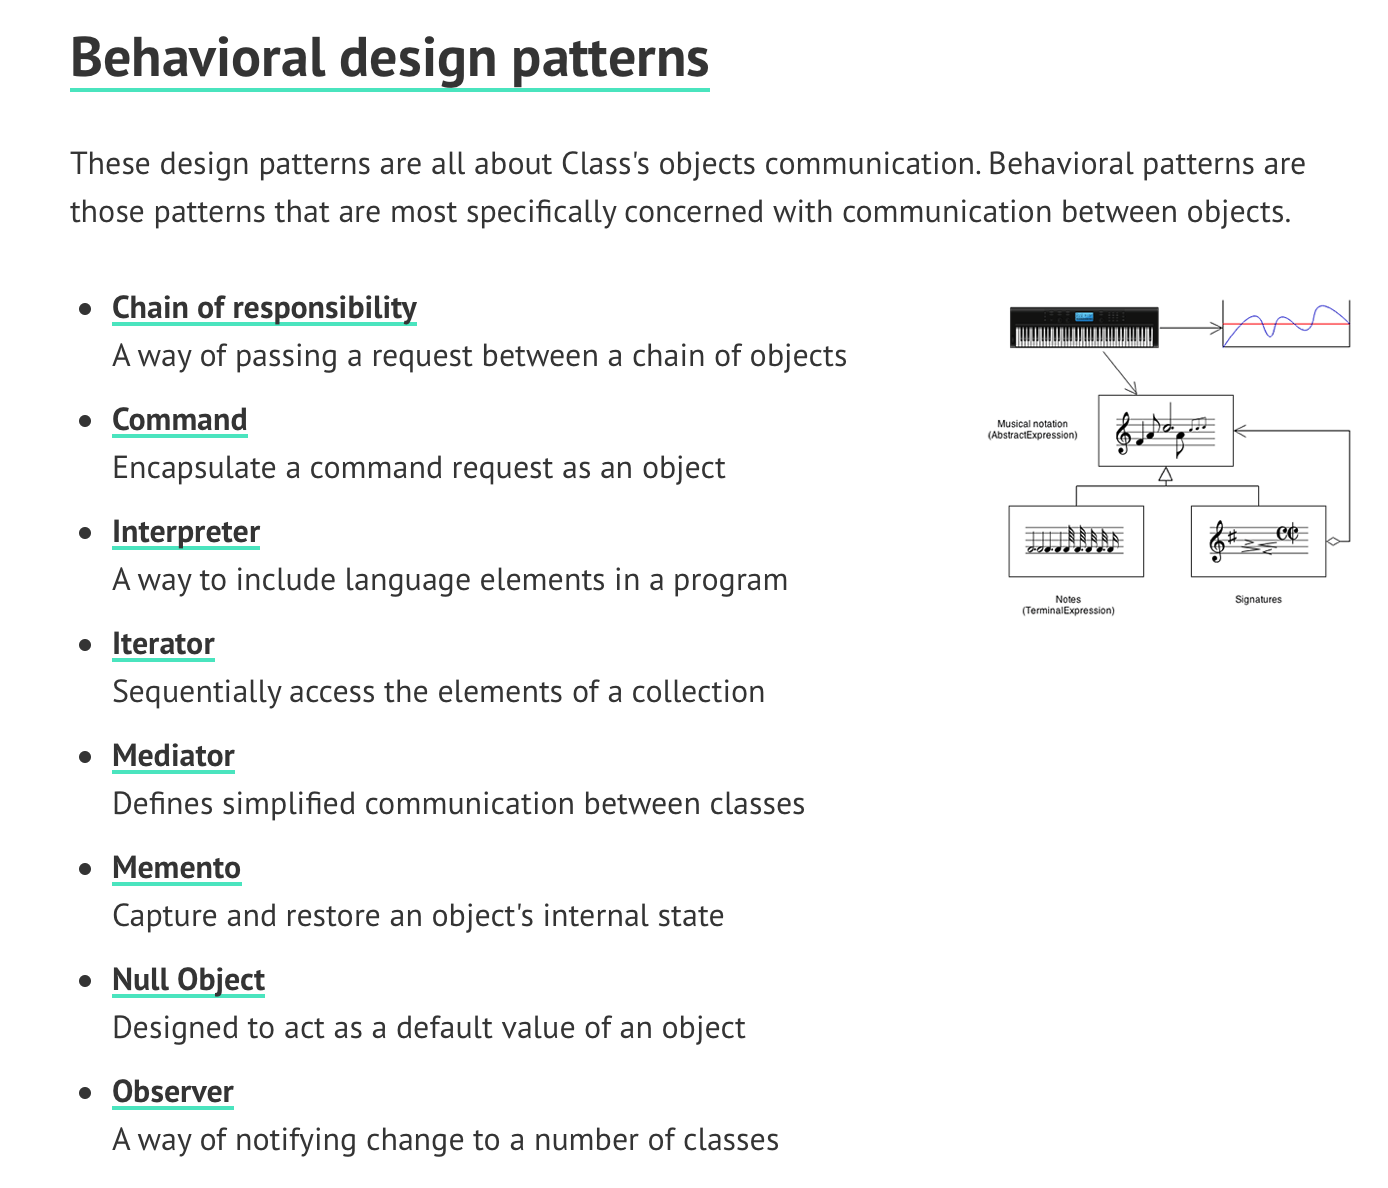 Behavioral design patterns
These design patterns are all about Class's objects communication. Behavioral patterns are
those patterns that are most specifically concerned with communication between objects.
Chain of responsibility
A way of passing a request between a chain of objects
Command
Encapsulate a command request as an object
Interpreter
A way to include language elements in a program
Iterator
Sequentially access the elements of a collection
Mediator
Defines simplified communication between classes
Memento
Capture and restore an object's internal state
Null Object
Designed to act as a default value of an object
Observer
A way of notifying change to a number of classes
Musical notation
(AbstractExpression)
Notes
(TerminalExpression)
Signatures